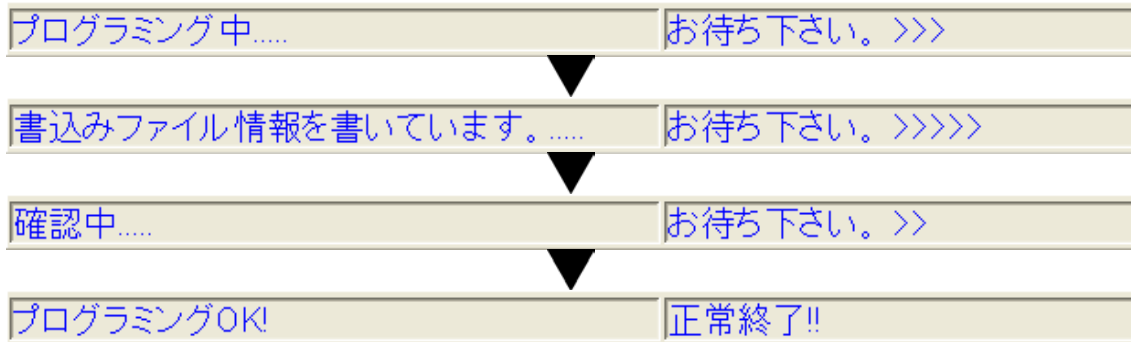 プログラミング中..... お待ち下さい。>>>
書込みファイル情報を書いています。..... お待ち下さい。>>>>>
確認中..... お待ち下さい。>>
プログラミングOK! 正常終了!!